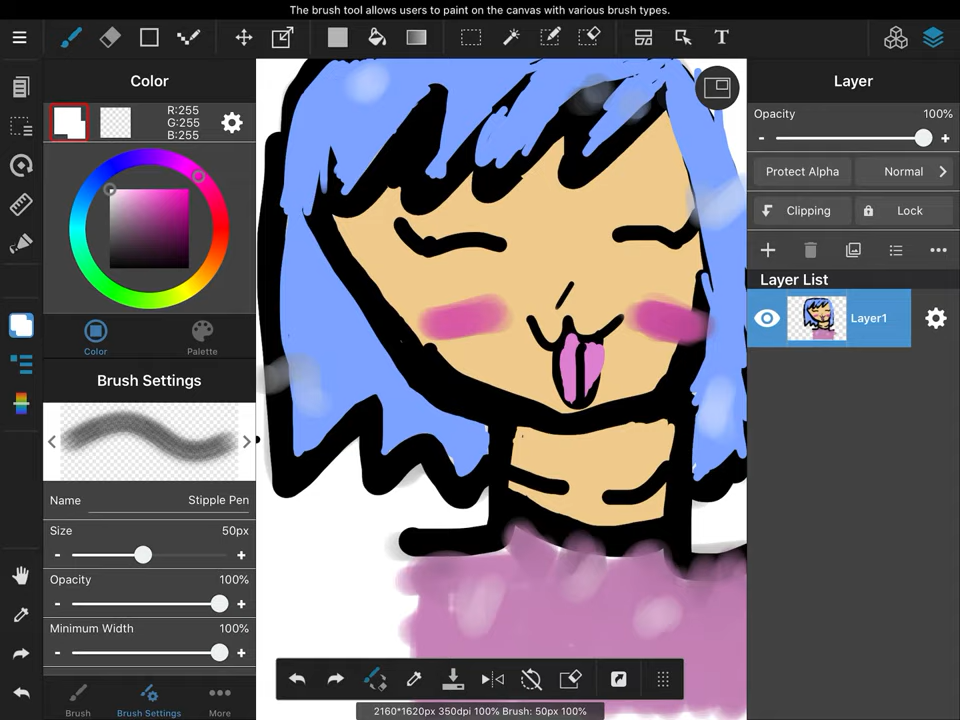 The brush tool allows users to paint on the canvas with various brush types.
T
Color
R:255
G:255
B:255
Color
Palette
Brush Settings
Name Stipple Pen
Size 50px
- +
Opacity 100%
- +
Minimum Width 100%
- +
Brush
Brush Settings
More
2160*1620px 350dpi 100% Brush: 50px 100%
Layer
Opacity 100%
- +
Protect Alpha
Normal
Clipping
Lock
Layer List
Layer1